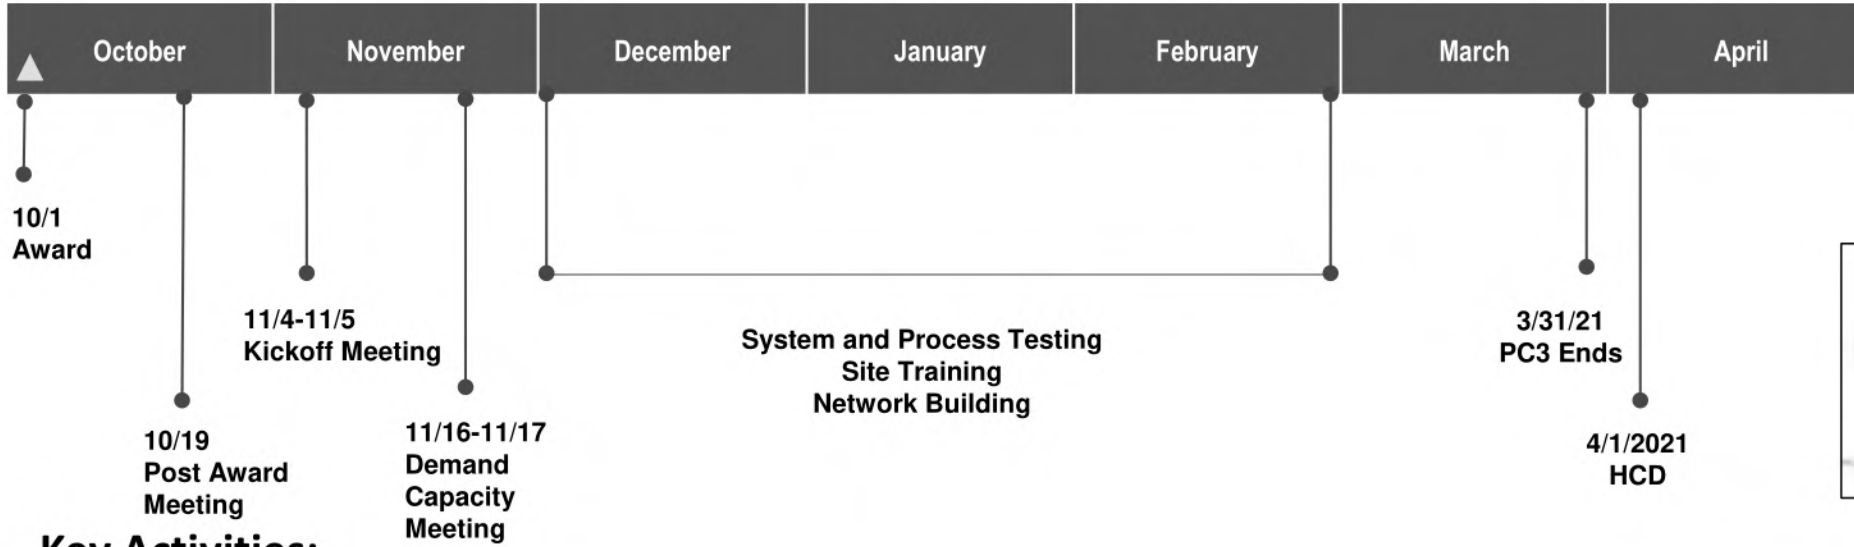 October
November
December
January
February
March
April
10/1
Award
10/19
Post Award
Meeting
11/4-11/5
Kickoff Meeting
11/16-11/17
Demand
Capacity
Meeting
System and Process Testing
Site Training
Network Building
3/31/21
PC3 Ends
4/1/2021
HCD
Key Activities: